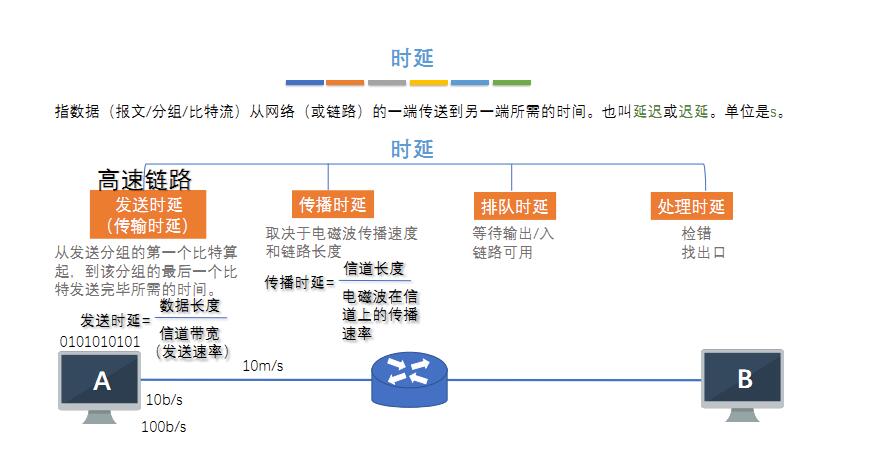 时延
指数据（报文/分组/比特流）从网络（或链路）的一端传送到另一端所需的时间。也叫延迟或迟延。单位是s。
时延
高速链路
发送时延
（传输时延）
从发送分组的第一个比特算
起，到该分组的最后一个比
特发送完毕所需的时间。
发送时延=
数据长度
信道带宽
（发送速率）
传播时延
取决于电磁波传播速度
和链路长度
传播时延=
信道长度
电磁波在信
道上的传播
速率
排队时延
等待输出/入
链路可用
处理时延
检错
找出口
0101010101
A
10m/s
10b/s
100b/s
B